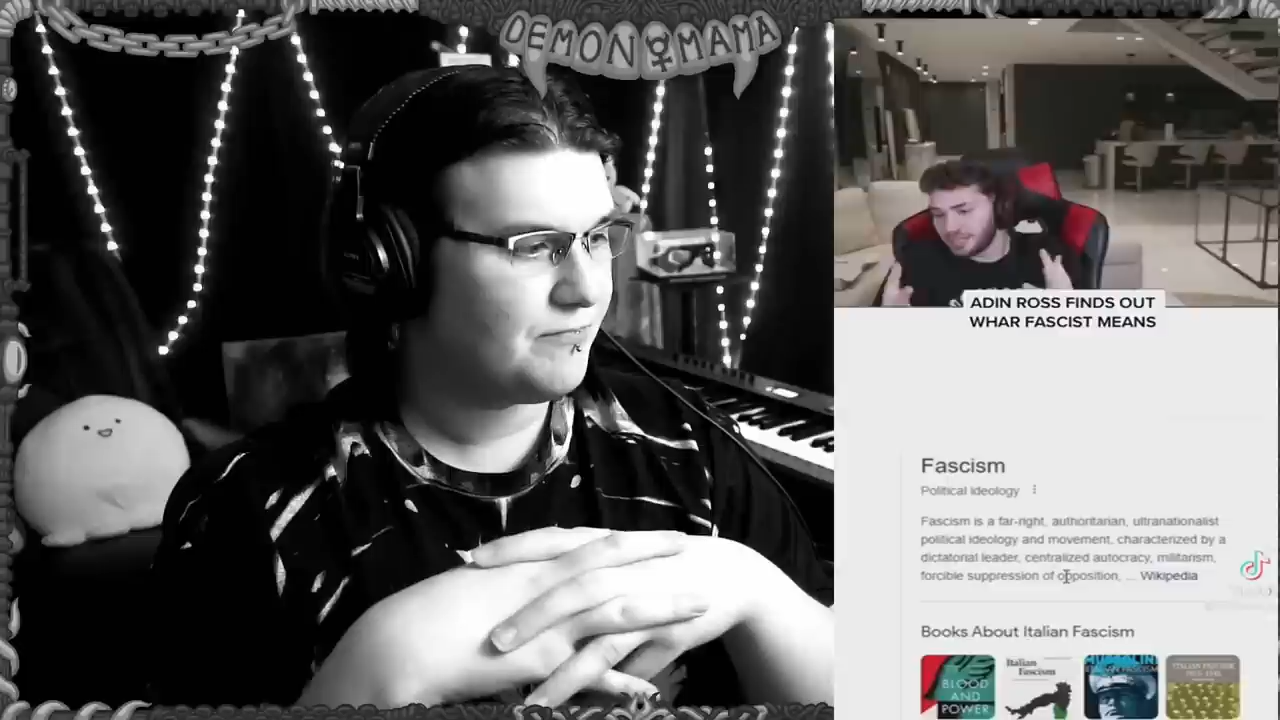 DEMON MAMA
ADIN ROSS FINDS OUT
WHAR FASCIST MEANS
Fascism
Political ideology
Fascism is a far-right, authoritarian, ultranationalist
political ideology and movement, characterized by a
dictatorial leader, centralized autocracy, militarism,
forcible suppression of opposition, ... Wikipedia
Books About Italian Fascism
BLOOD
AND
POWER
Italian
Fascism